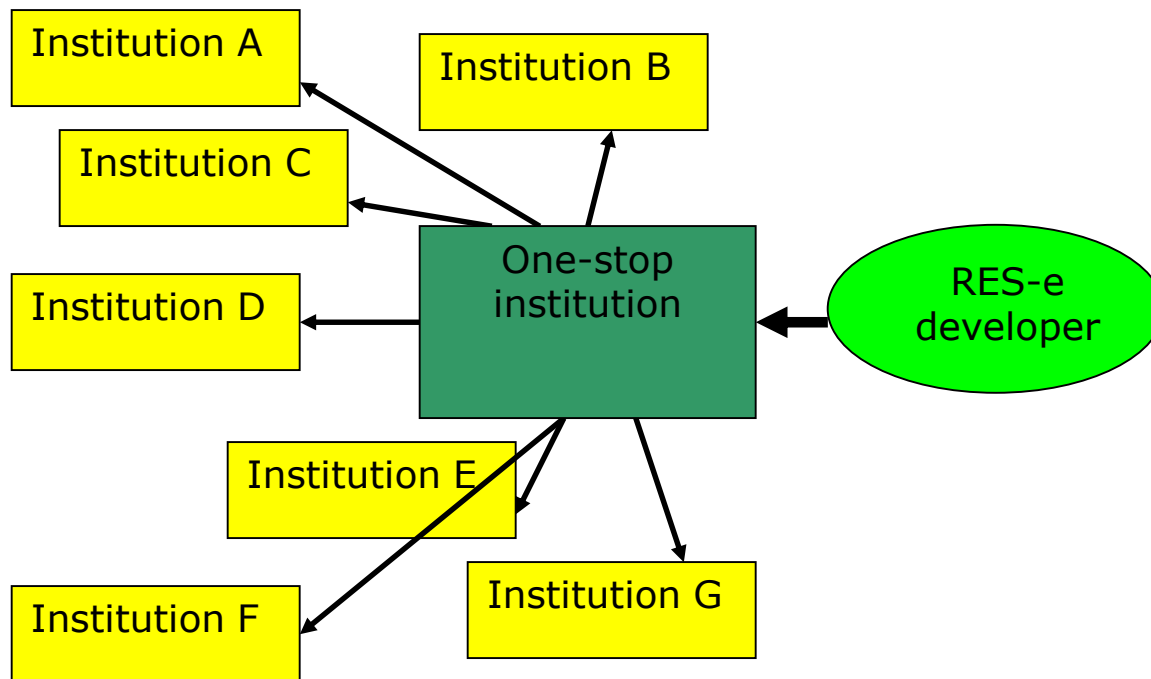 Institution A
Institution B
Institution C
One-stop
institution
RES-e
developer
Institution D
Institution E
Institution G
Institution F